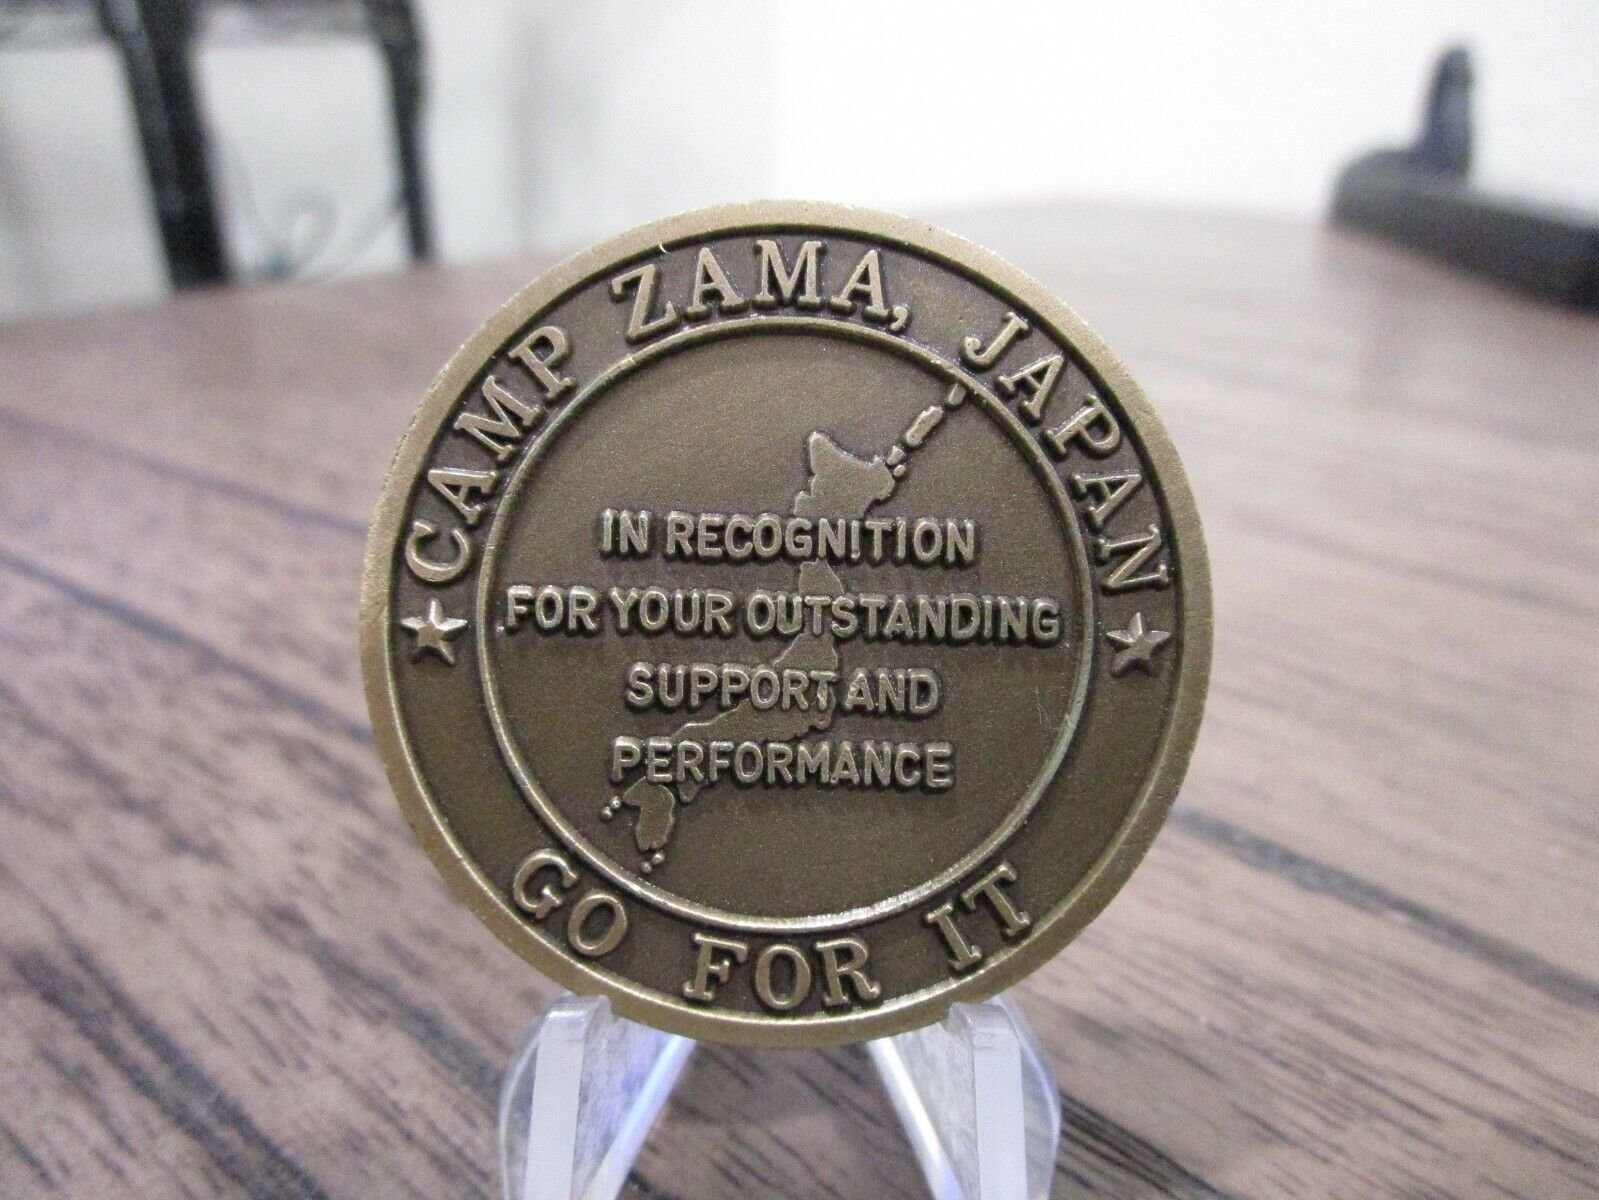 CAMP ZAMA, JAPAN
IN RECOGNITION
FOR YOUR OUTSTANDING
SUPPORT AND
PERFORMANCE
GO FOR IT